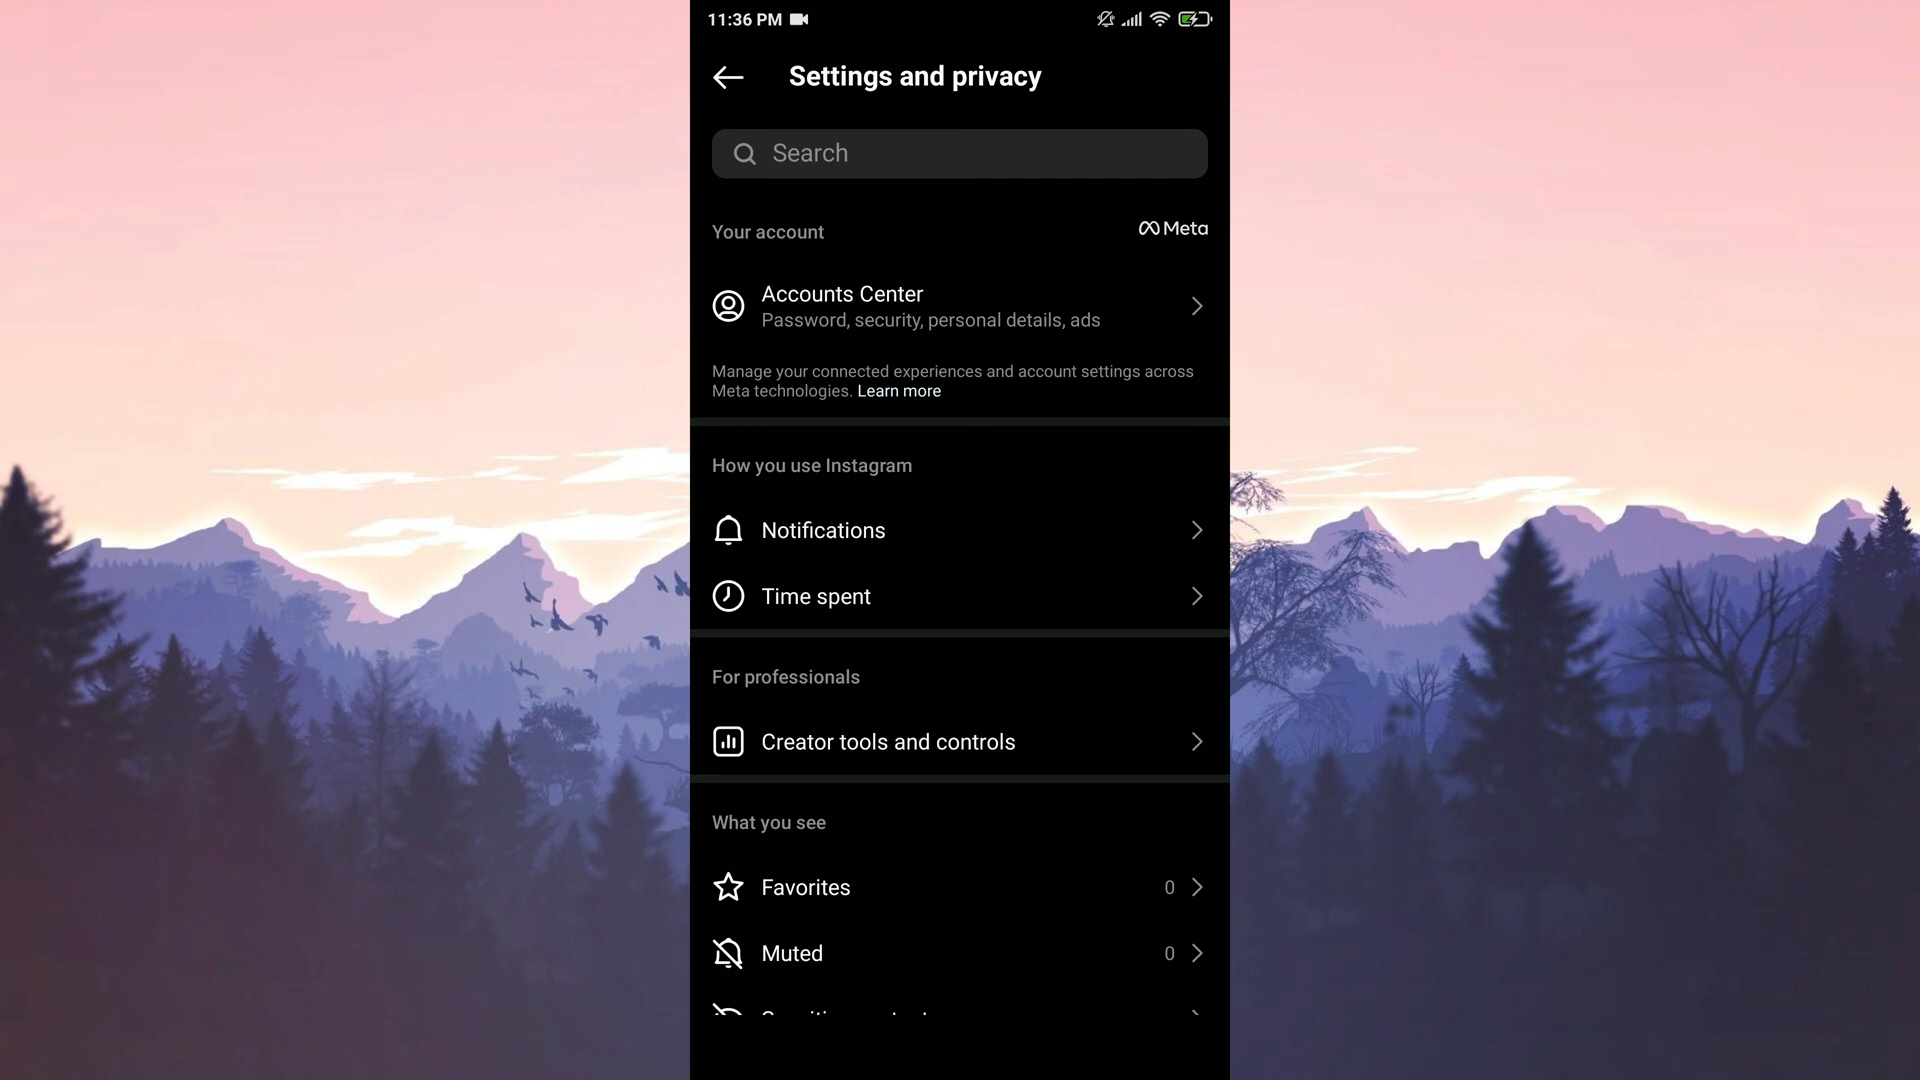 11:36 PM
Settings and privacy
Search
Your account
Meta
Accounts Center
Password, security, personal details, ads
Manage your connected experiences and account settings across
Meta technologies. Learn more
How you use Instagram
Notifications
Time spent
For professionals
Creator tools and controls
What you see
Favorites 0
Muted 0